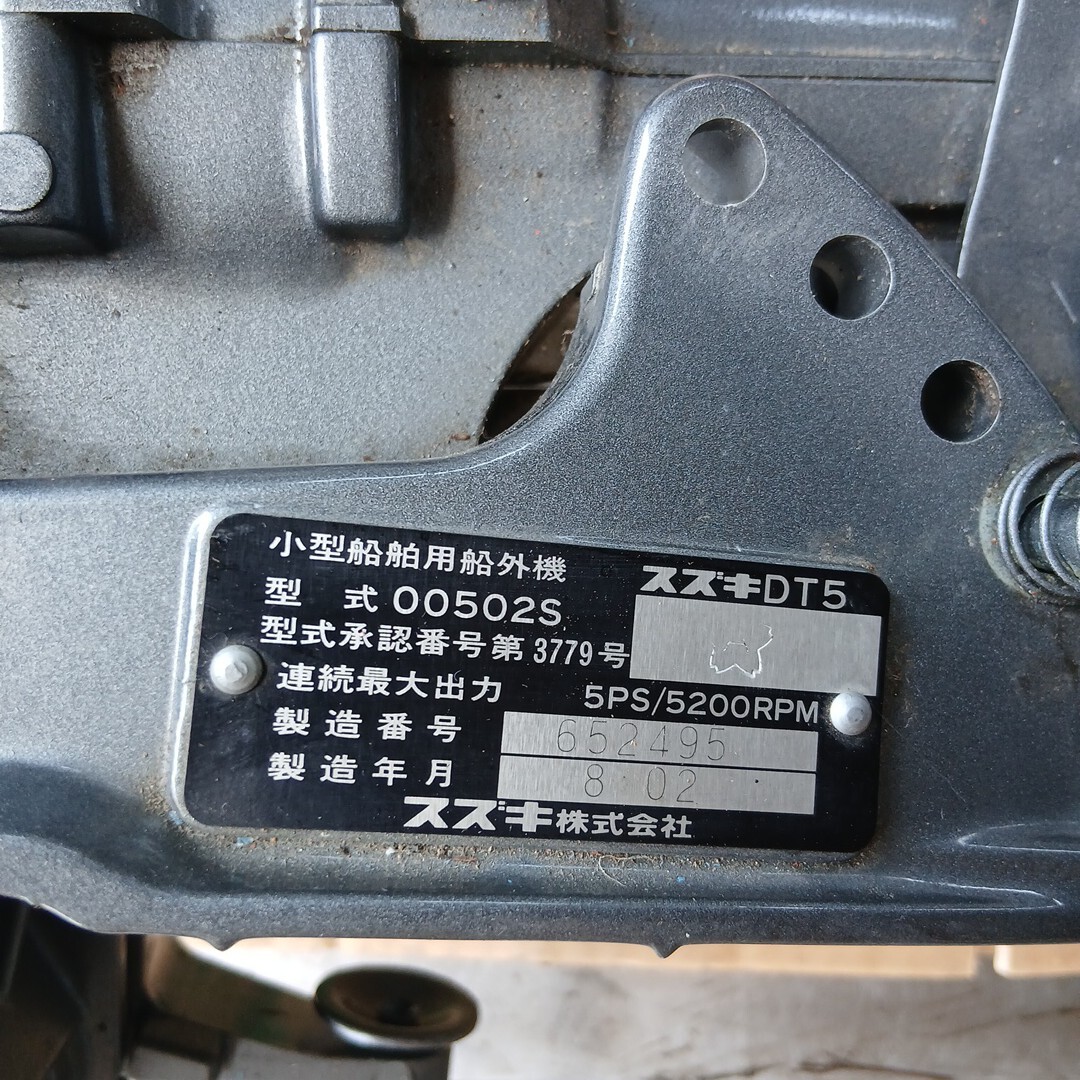 小型船舶用船外機
スズキDT5
型 式 00502S
型式承認番号第 3779 号
連続最大出力 5PS/5200RPM
製造番号 652495
製造年月 8 02
スズキ株式会社